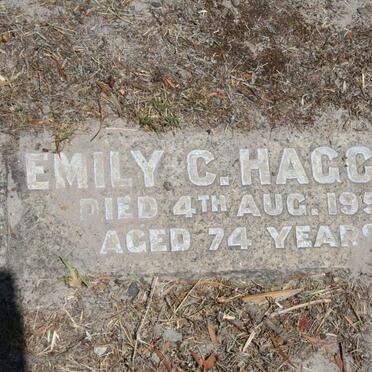 EMILY C. HAGG
DIED 4TH AUG. 19
AGED 74 YEARS